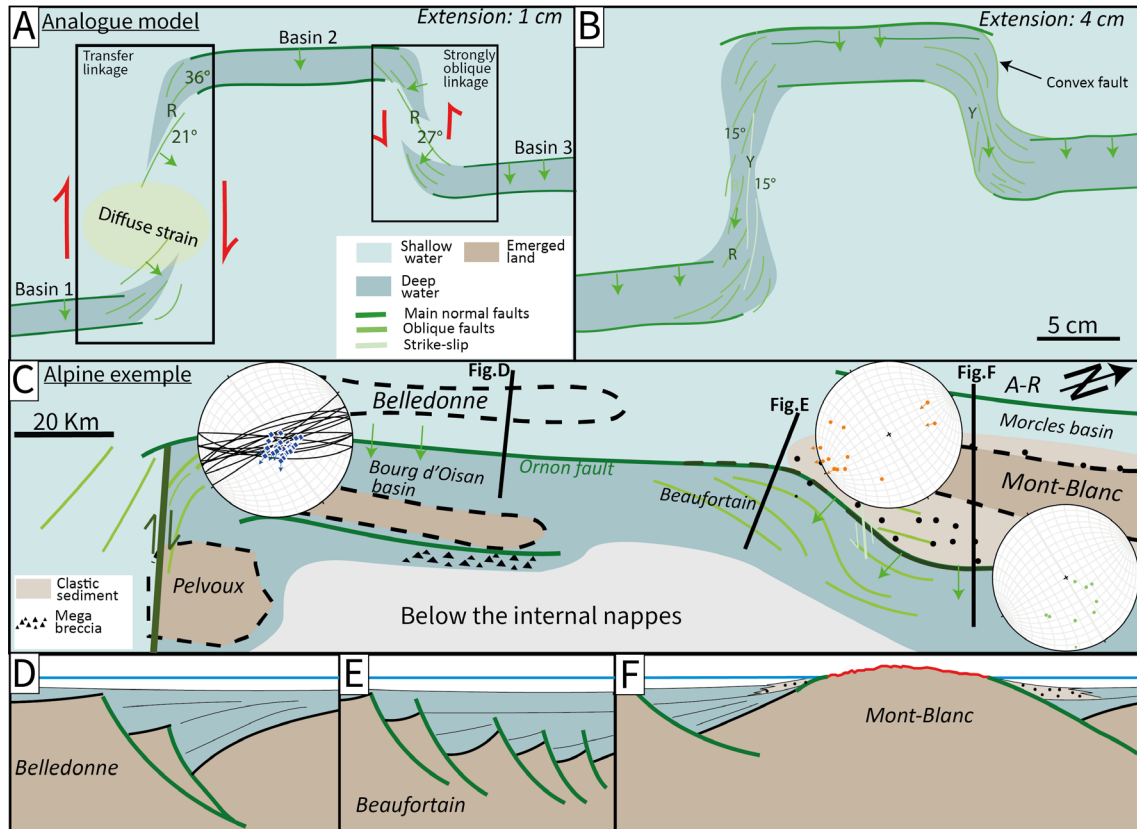 A
Analogue model
Extension: 1 cm
Transfer
linkage
Basin 2
Strongly
oblique
linkage
36°
R
21°
R
27°
Basin 3
Diffuse strain
Basin 1
Shallow
water
Emerged
land
Deep
water
Main normal faults
Oblique faults
Strike-slip
B
Extension: 4 cm
Convex fault
Y
15°
Y
15°
R
5 cm
C
Alpine exemple
20 Km
Fig.D
Belledonne
Fig.E
Fig.F
A-R
Morcles basin
Bourg d'Oisan
basin
Ornon fault
Beaufortain
Mont-Blanc
Pelvoux
Clastic
sediment
Mega
breccia
Below the internal nappes
D
Belledonne
E
Beaufortain
F
Mont-Blanc